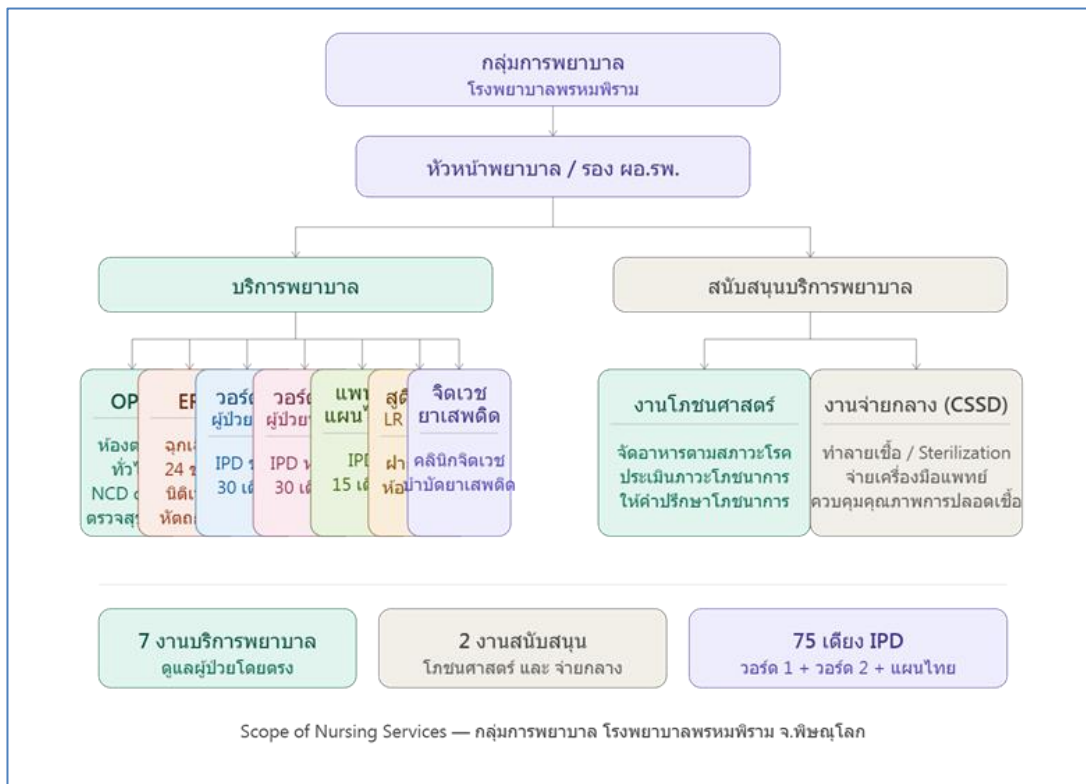 กลุ่มการพยาบาล
โรงพยาบาลพรหมพิราม
หัวหน้าพยาบาล / รอง ผอ.รพ.
บริการพยาบาล
สนับสนุนบริการพยาบาล
OP
ห้องต
ทั่วไ
NCD
ตรวจสุ
EF
ฉุกเ
24 ช
นิติเ
หัตถ
วอร์ด
ผู้ป่วย
IPD
30 เตี
วอร์ด
ผู้ป่วย
IPD
30 เตี
แพท
แผนไ
IPD
15 เตี
สูติ
LR
ฝา
ห้อ
จิตเวช
ยาเสพติด
คลินิกจิตเวช
บำบัดยาเสพติด
งานโภชนศาสตร์
จัดอาหารตามสภาวะโรค
ประเมินภาวะโภชนาการ
ให้คำปรึกษาโภชนาการ
งานจ่ายกลาง (CSSD)
ทำลายเชื้อ / Sterilization
จ่ายเครื่องมือแพทย์
ควบคุมคุณภาพการปลอดเชื้อ
7 งานบริการพยาบาล
ดูแลผู้ป่วยโดยตรง
2 งานสนับสนุน
โภชนศาสตร์ และ จ่ายกลาง
75 เตียง IPD
วอร์ด 1 + วอร์ด 2 + แผนไทย
Scope of Nursing Services — กลุ่มการพยาบาล โรงพยาบาลพรหมพิราม จ.พิษณุโลก